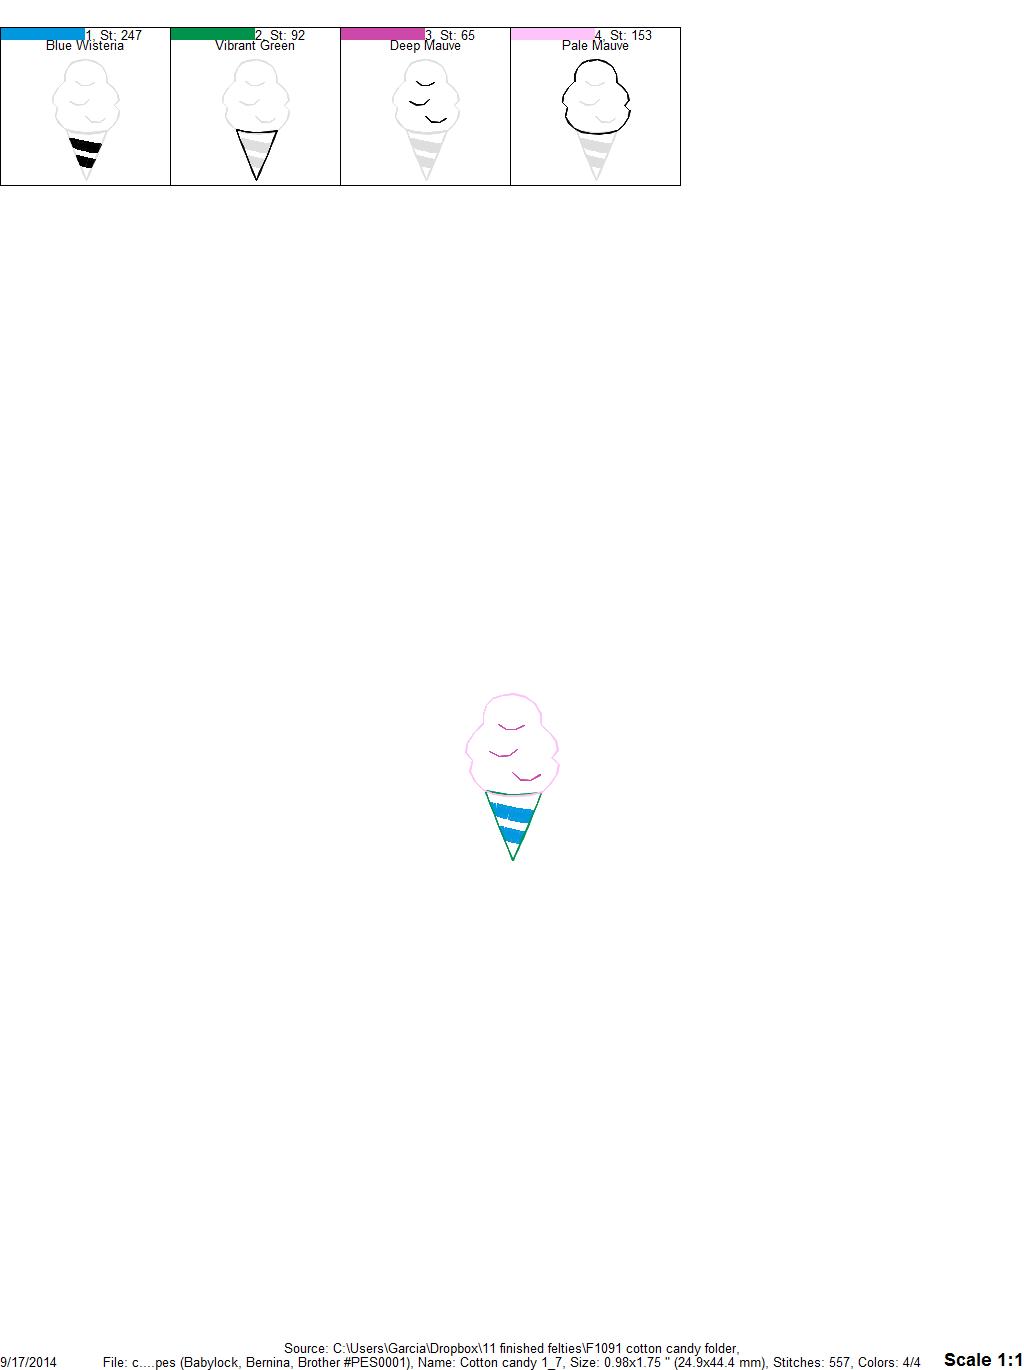 1, St: 247
Blue Wisteria
2, St: 92
Vibrant Green
3, St: 65
Deep Mauve
4, St: 153
Pale Mauve
Source: C:\Users\Garcia\Dropbox\11 finished felties\F1091 cotton candy folder,
9/17/2014 File: c....pes (Babylock, Bernina, Brother #PES0001), Name: Cotton candy 1_7, Size: 0.98x1.75 " (24.9x44.4 mm), Stitches: 557, Colors: 4/4 Scale 1:1